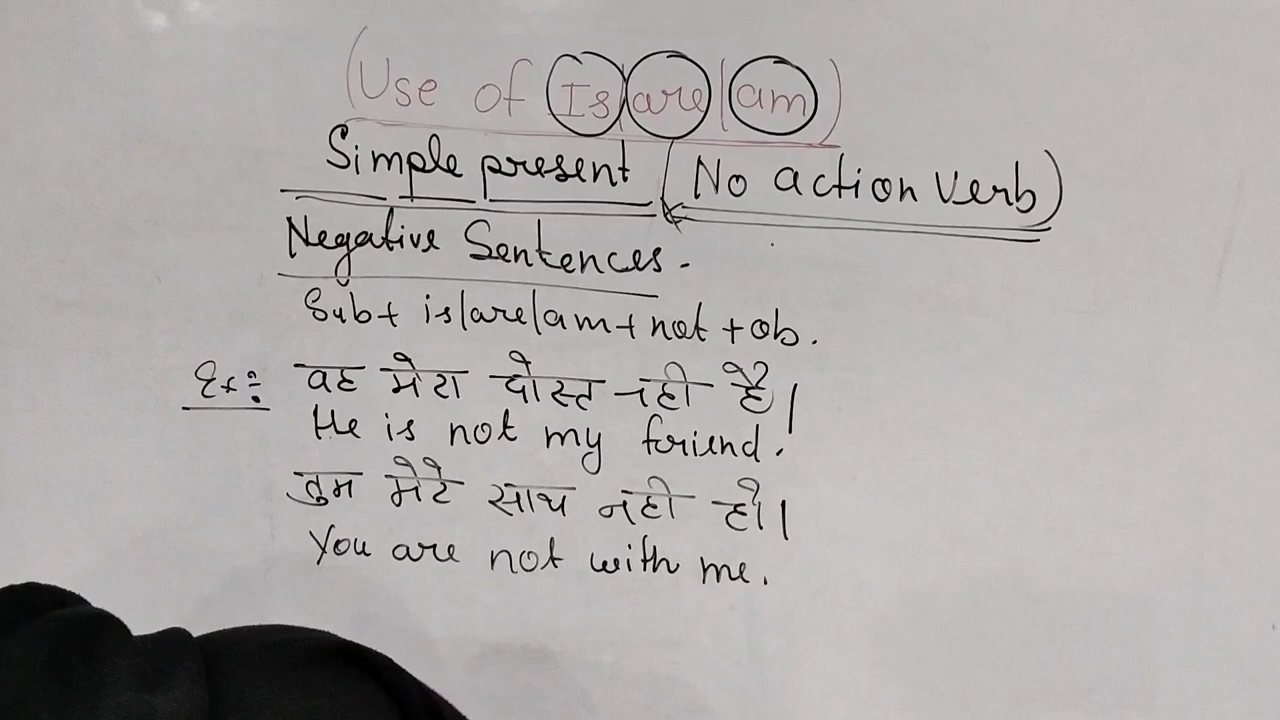 (Use of Is/are/am)
Simple present (No action verb)
Negative Sentences.
Sub+ is/are/am+not+ob.
Ex÷ वह मेरा दोस्त नही है।
He is not my friend.
तुम मेरे साथ नही हो।
You are not with me.